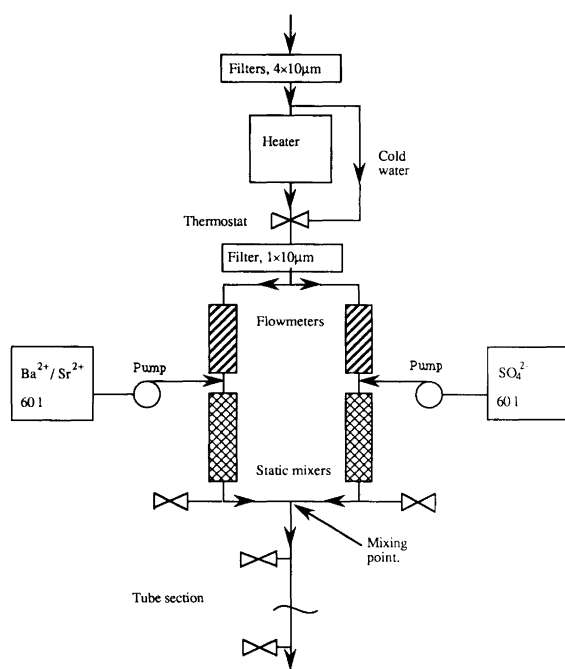 Filters, 4×10μm
Heater
Cold
water
Thermostat
Filter, 1×10μm
Flowmeters
Ba²⁺/ Sr²⁺
60 l
Pump
Pump
SO₄²⁻
60 l
Static mixers
Mixing
point.
Tube section